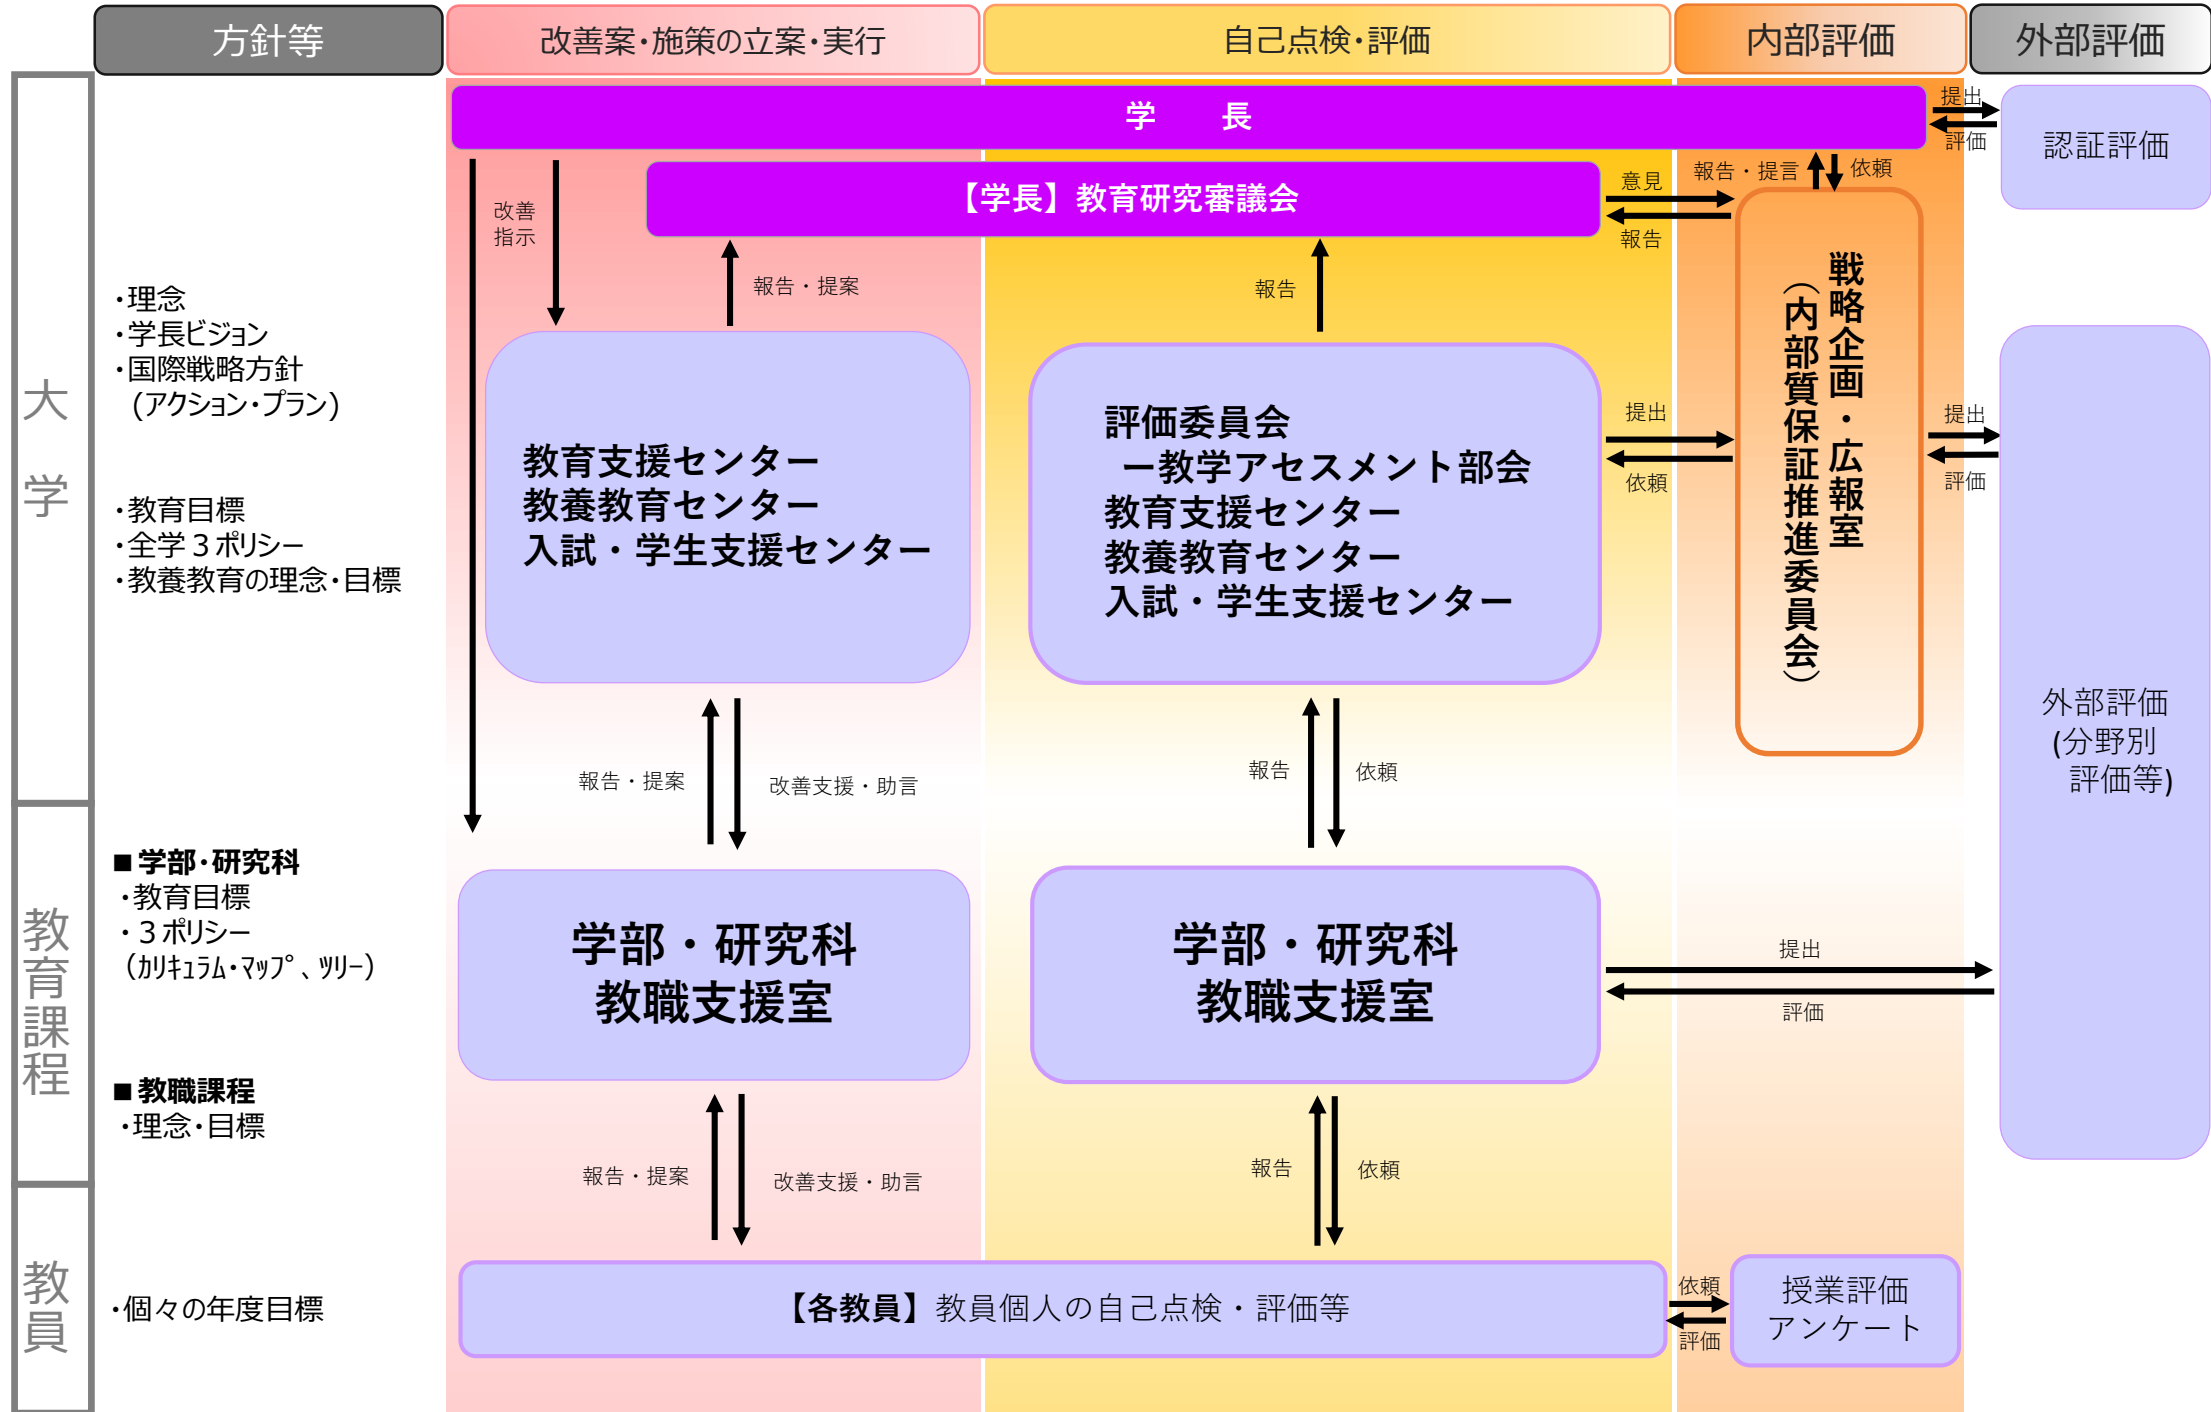 方針等
改善案・施策の立案・実行
自己点検・評価
内部評価
外部評価
大学
教育課程
教員
・理念
・学長ビジョン
・国際戦略方針
(アクション・プラン)
・教育目標
・全学３ポリシー
・教養教育の理念・目標
■学部・研究科
・教育目標
・３ポリシー
（ｶﾘｷｭﾗﾑ・ﾏｯﾌﾟ、ﾂﾘｰ）
■教職課程
・理念・目標
・個々の年度目標
学　長
【学長】教育研究審議会
改善
指示
報告・提案
報告
意見
報告
報告・提言
依頼
提出
評価
認証評価
教育支援センター
教養教育センター
入試・学生支援センター
評価委員会
ー教学アセスメント部会
教育支援センター
教養教育センター
入試・学生支援センター
提出
依頼
戦略企画・広報室
（内部質保証推進委員会）
提出
評価
外部評価
(分野別
評価等)
報告・提案
改善支援・助言
報告
依頼
学部・研究科
教職支援室
学部・研究科
教職支援室
提出
評価
報告・提案
改善支援・助言
報告
依頼
【各教員】教員個人の自己点検・評価等
依頼
評価
授業評価
アンケート